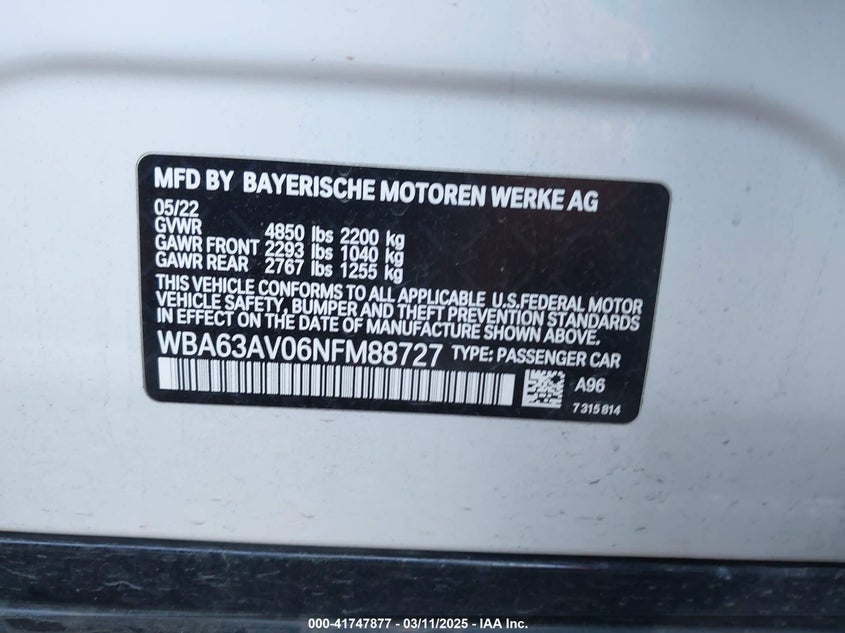 MFD BY BAYERISCHE MOTOREN WERKE AG
05/22
GVWR 4850 lbs 2200 kg
GAWR FRONT 2293 lbs 1040 kg
GAWR REAR 2767 lbs 1255 kg
THIS VEHICLE CONFORMS TO ALL APPLICABLE U.S.FEDERAL MOTOR
VEHICLE SAFETY, BUMPER AND THEFT PREVENTION STANDARDS
IN EFFECT ON THE DATE OF MANUFACTURE SHOWN ABOVE.
WBA63AV06NFM88727 TYPE: PASSENGER CAR
A96
7 315 814
000-41747877 - 03/11/2025 - IAA Inc.